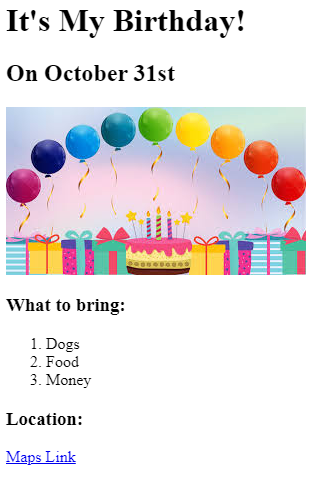 It's My Birthday!
On October 31st
What to bring:
1. Dogs
2. Food
3. Money
Location:
Maps Link